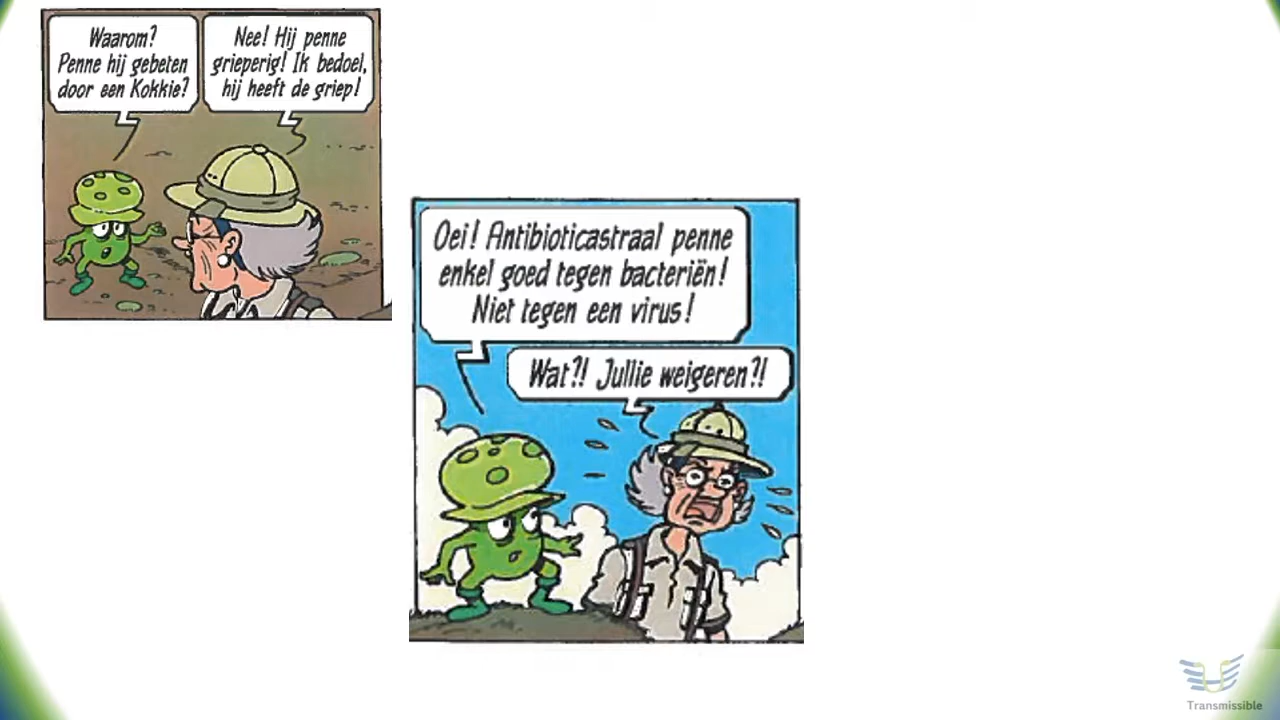 Waarom?
Penne hij gebeten
door een Kokkie?
Nee! Hij penne
grieperig! Ik bedoel,
hij heeft de griep!
Oei! Antibioticastraal penne
enkel goed tegen bacteriën!
Niet tegen een virus!
Wat?! Jullie weigeren?!
Transmissible